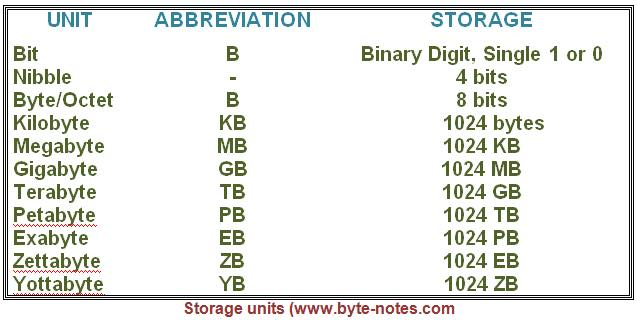 UNIT ABBREVIATION STORAGE
Bit B Binary Digit, Single 1 or 0
Nibble - 4 bits
Byte/Octet B 8 bits
Kilobyte KB 1024 bytes
Megabyte MB 1024 KB
Gigabyte GB 1024 MB
Terabyte TB 1024 GB
Petabyte PB 1024 TB
Exabyte EB 1024 PB
Zettabyte ZB 1024 EB
Yottabyte YB 1024 ZB
Storage units (www.byte-notes.com